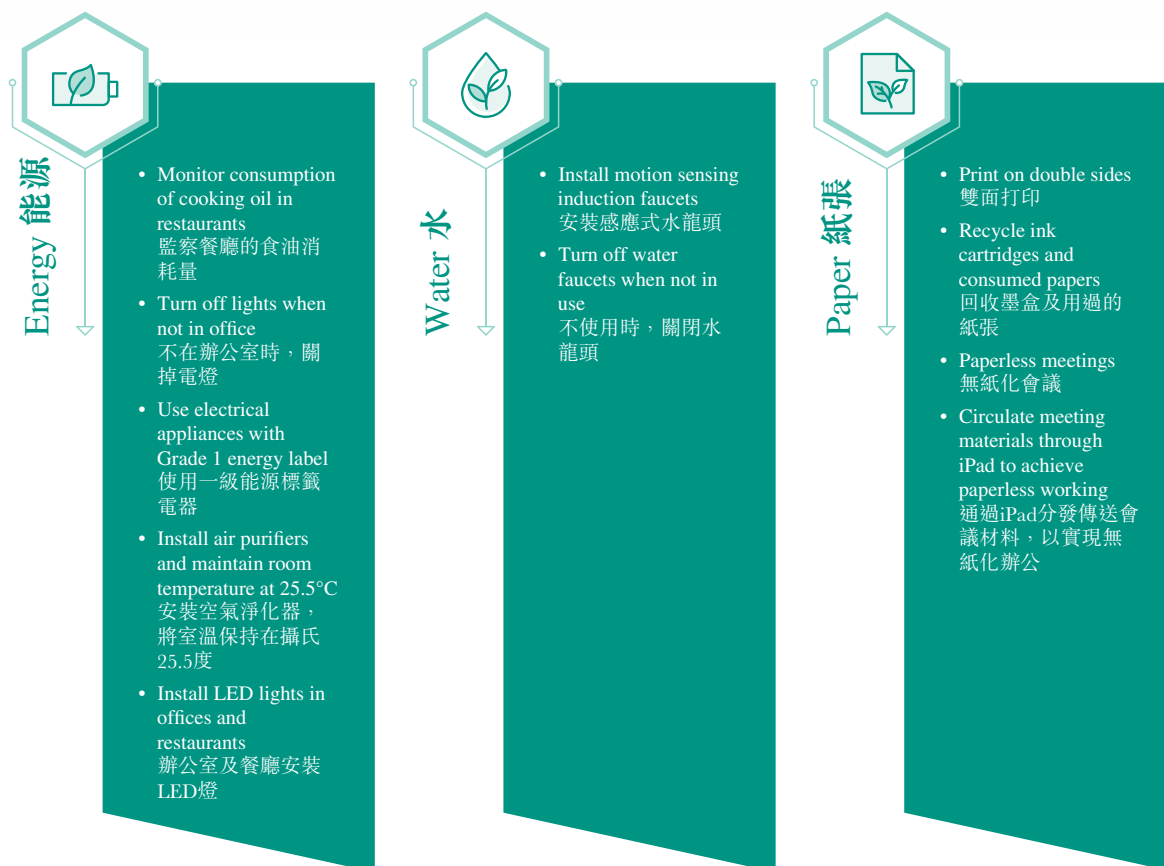 Energy 能源
• Monitor consumption
of cooking oil in
restaurants
監察餐廳的食油消
耗量
• Turn off lights when
not in office
不在辦公室時，關
掉電燈
• Use electrical
appliances with
Grade 1 energy label
使用一級能源標籤
電器
• Install air purifiers
and maintain room
temperature at 25.5°C
安裝空氣淨化器，
將室溫保持在攝氏
25.5度
• Install LED lights in
offices and
restaurants
辦公室及餐廳安裝
LED燈
Water 水
• Install motion sensing
induction faucets
安裝感應式水龍頭
• Turn off water
faucets when not in
use
不使用時，關閉水
龍頭
Paper 紙張
• Print on double sides
雙面打印
• Recycle ink
cartridges and
consumed papers
回收墨盒及用過的
紙張
• Paperless meetings
無紙化會議
• Circulate meeting
materials through
iPad to achieve
paperless working
通過iPad分發傳送會
議材料，以實現無
紙化辦公